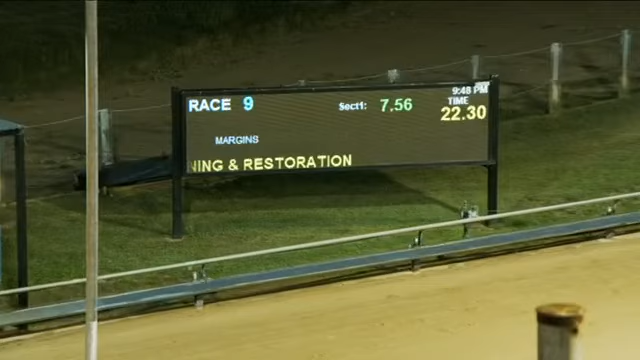 9:48 PM
RACE 9 Sect1: 7.56 TIME
22.30
MARGINS
NING & RESTORATION